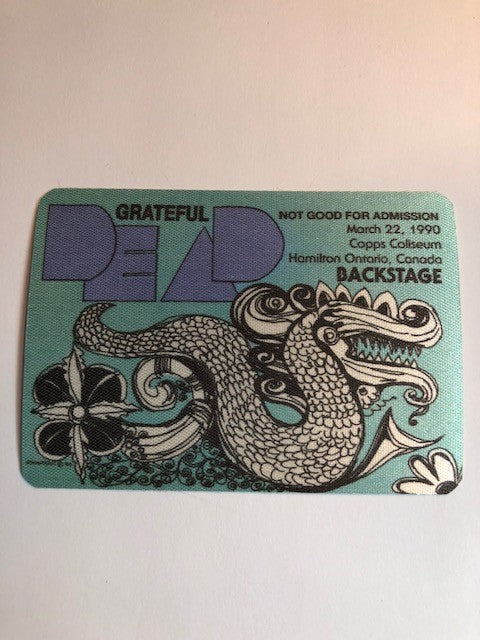 GRATEFUL
DEAD
NOT GOOD FOR ADMISSION
March 22, 1990
Copps Coliseum
Hamilton Ontario, Canada
BACKSTAGE